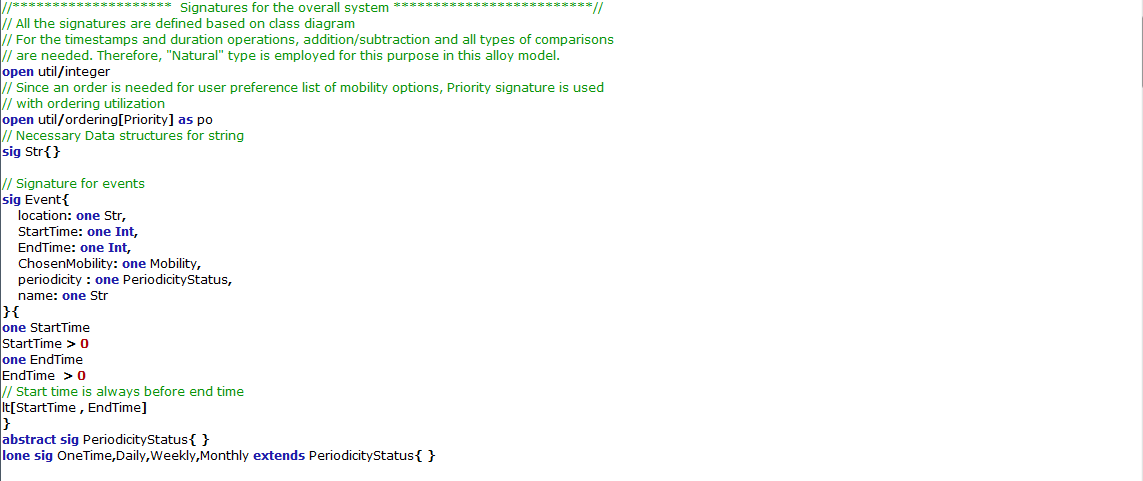 //********************  Signatures for the overall system *************************//
// All the signatures are defined based on class diagram
// For the timestamps and duration operations, addition/subtraction and all types of comparisons
// are needed. Therefore, "Natural" type is employed for this purpose in this alloy model.
open util/integer
// Since an order is needed for user preference list of mobility options, Priority signature is used
// with ordering utilization
open util/ordering[Priority] as po
// Necessary Data structures for string
sig Str{}
// Signature for events
sig Event{
location: one Str,
StartTime: one Int,
EndTime: one Int,
ChosenMobility: one Mobility,
periodicity : one PeriodicityStatus,
name: one Str
}{
one StartTime
StartTime > 0
one EndTime
EndTime  > 0
// Start time is always before end time
lt[StartTime , EndTime]
}
abstract sig PeriodicityStatus{ }
lone sig OneTime,Daily,Weekly,Monthly extends PeriodicityStatus{ }